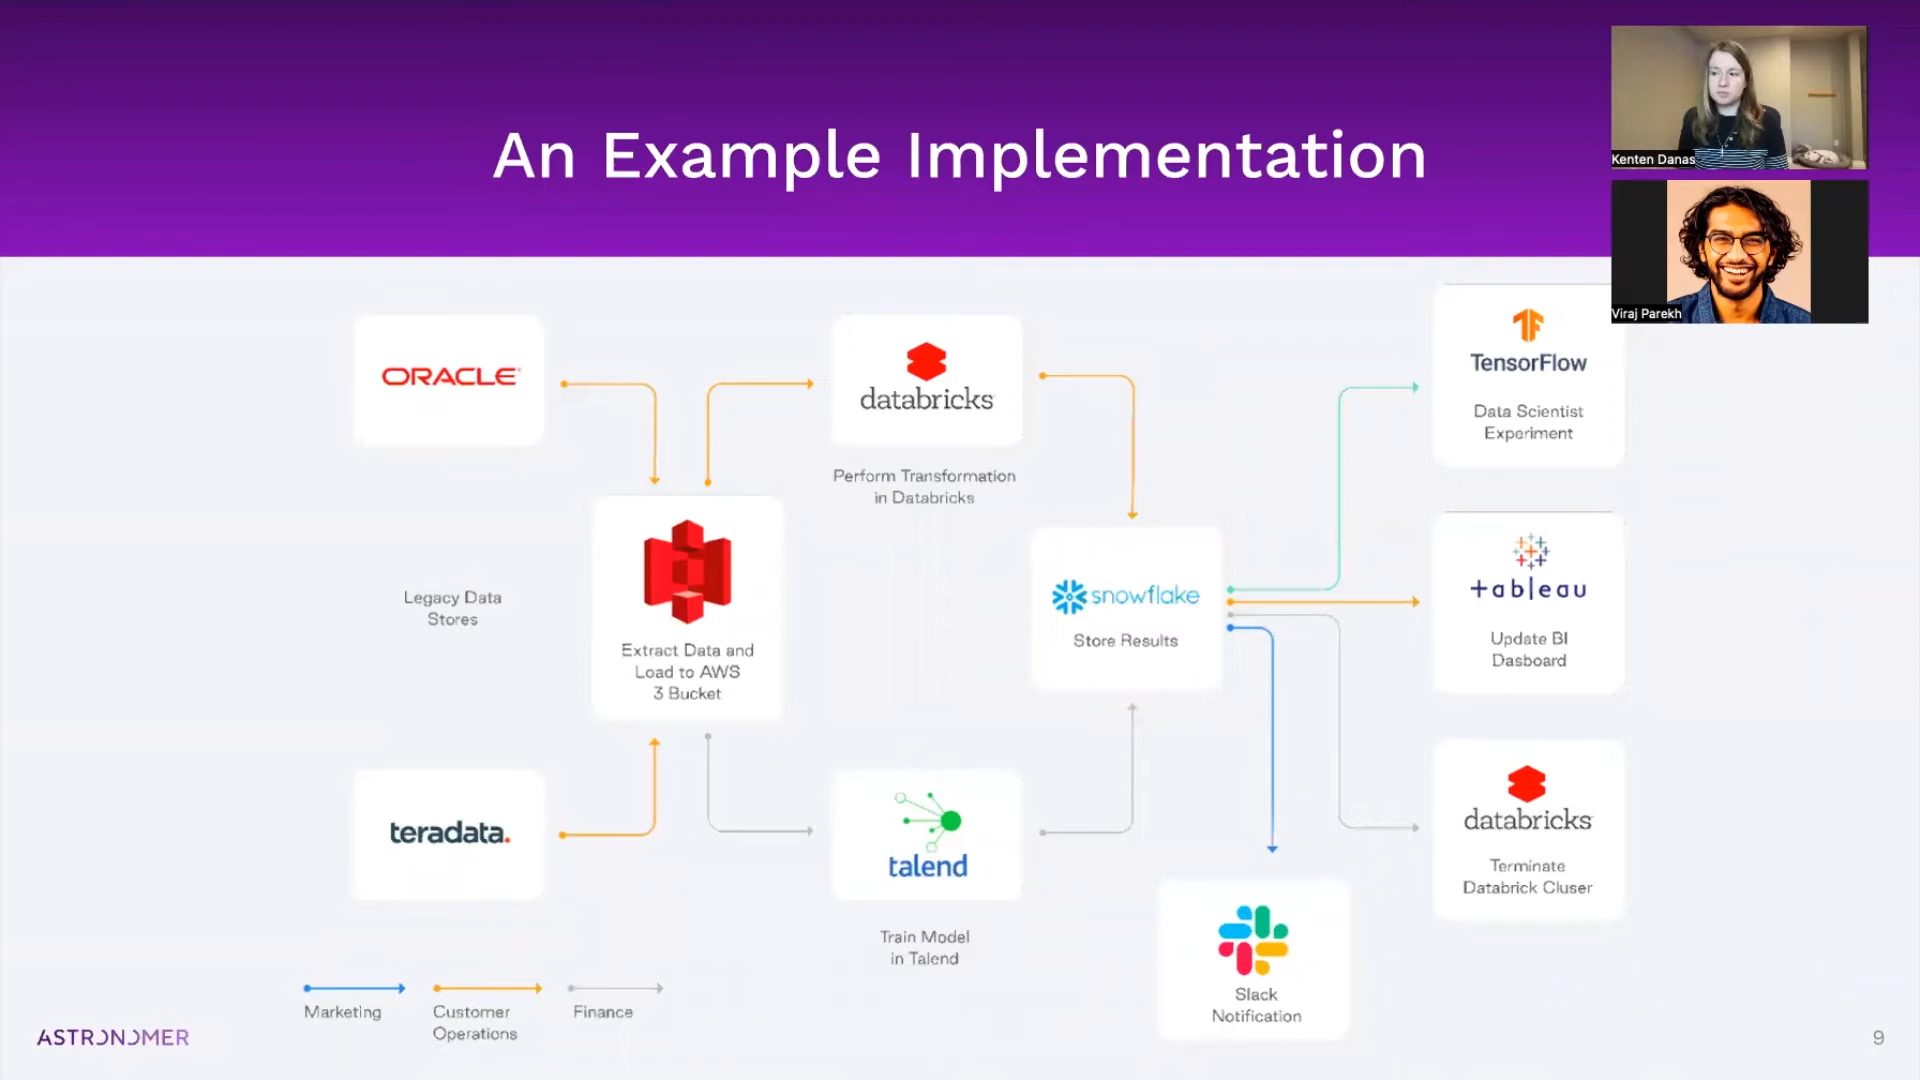 An Example Implementation
Kenten Danas
Viraj Parekh
ORACLE
databricks
Perform Transformation
in Databricks
TensorFlow
Data Scientist
Experiment
Legacy Data
Stores
Extract Data and
Load to AWS
3 Bucket
snowflake
Store Results
+ableau
Update BI
Dasboard
teradata.
talend
Train Model
in Talend
databricks
Terminate
Databrick Cluser
Slack
Notification
Marketing
Customer
Operations
Finance
ASTRONOMER
9